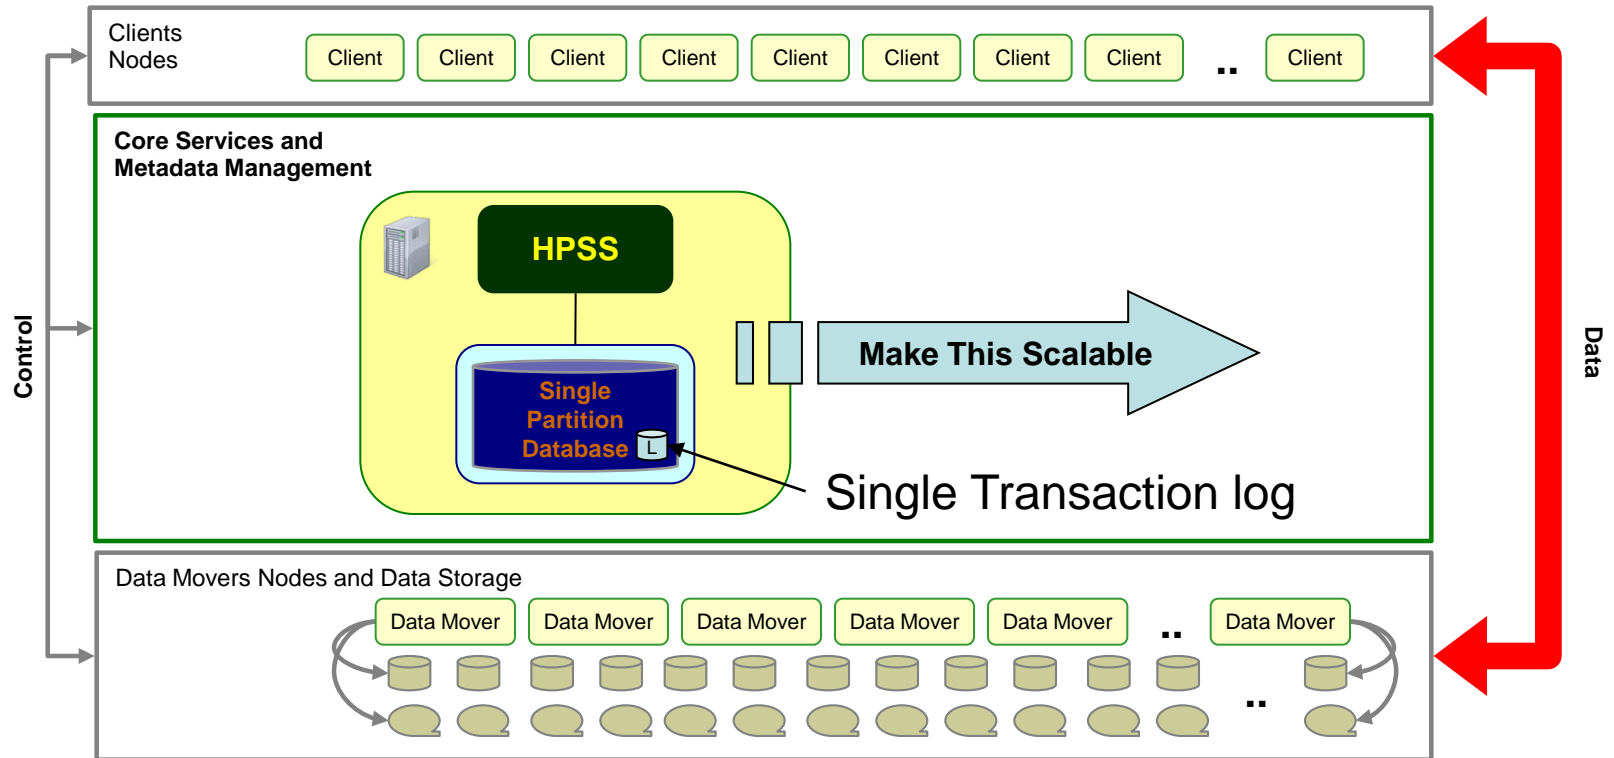 Clients
Nodes
Client Client Client Client Client Client Client Client .. Client
Core Services and
Metadata Management
HPSS
Control
Make This Scalable
Data
Single
Partition
Database
L
Single Transaction log
Data Movers Nodes and Data Storage
Data Mover Data Mover Data Mover Data Mover Data Mover .. Data Mover
..